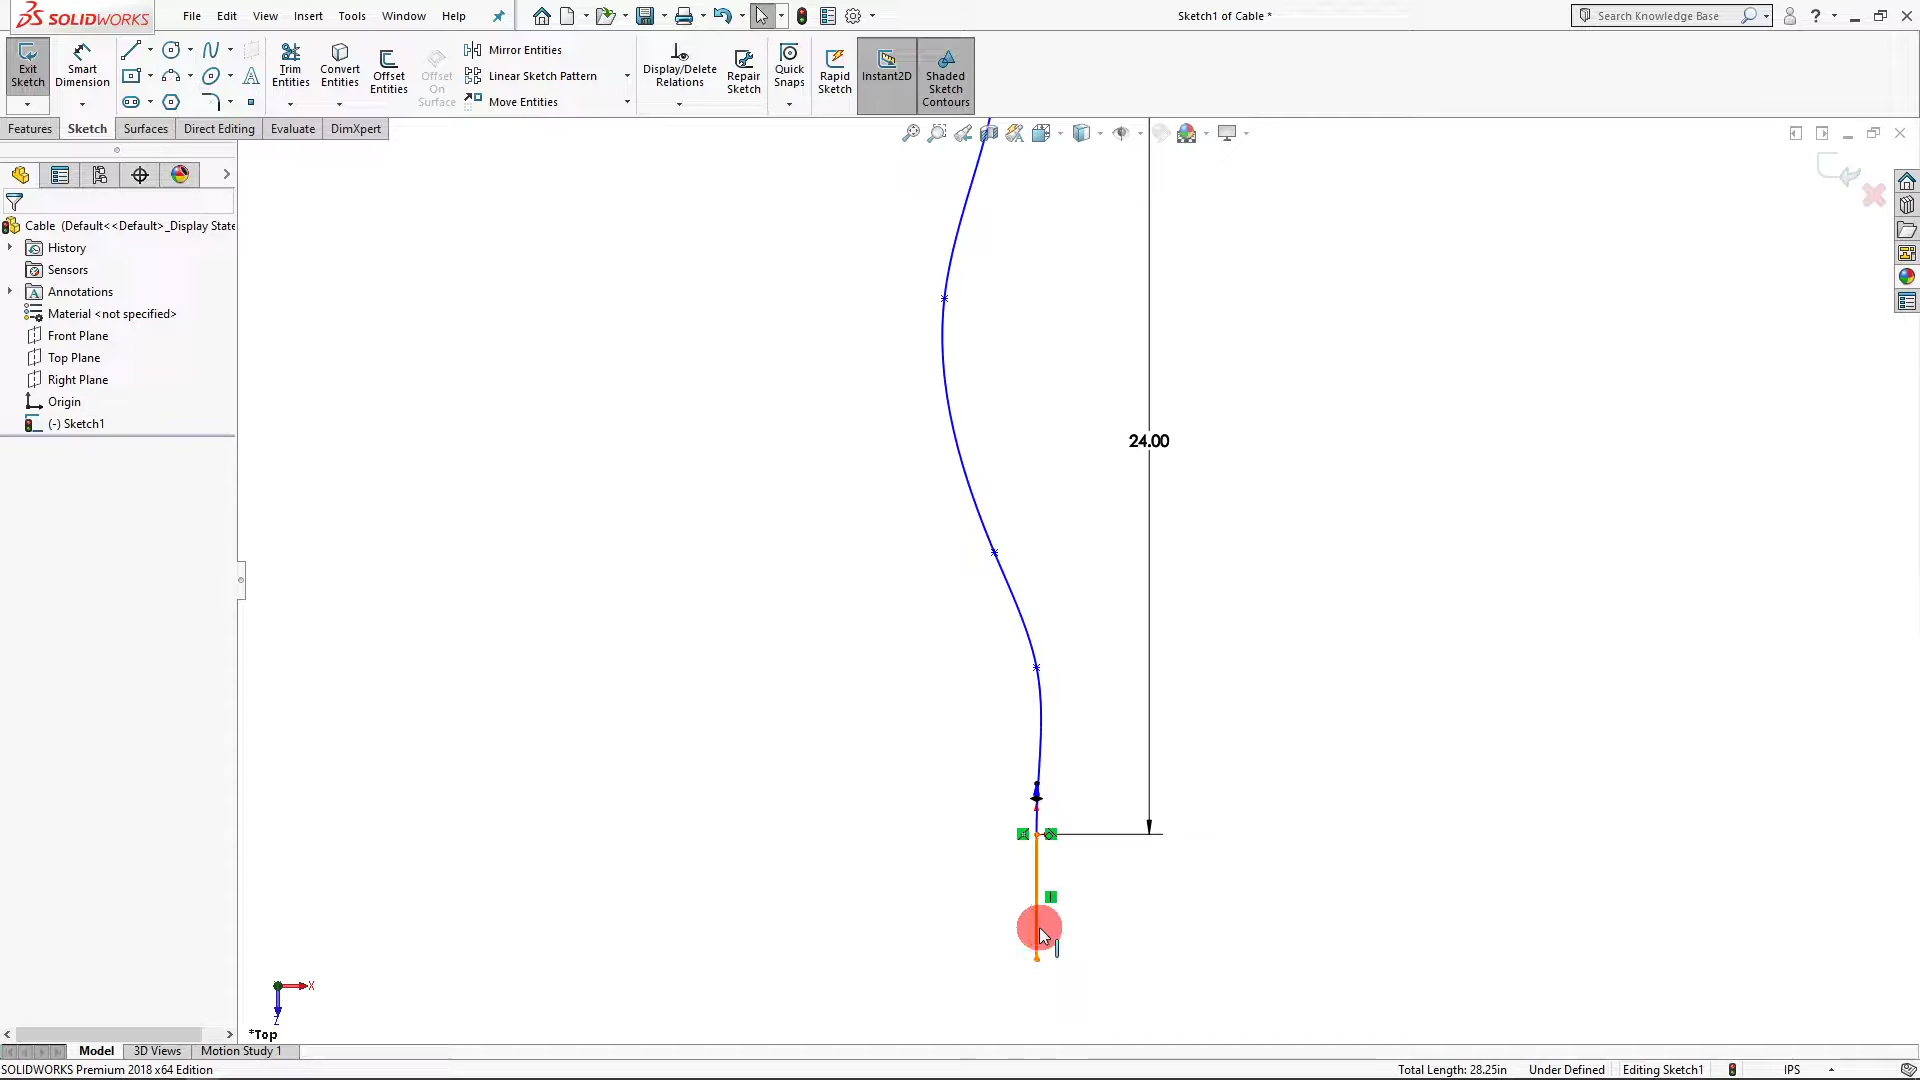 SOLIDWORKS
File Edit View Insert Tools Window Help
Sketch1 of Cable *
Search Knowledge Base
Exit Sketch
Smart Dimension
Trim Entities
Convert Entities
Offset Entities
Offset On Surface
Mirror Entities
Linear Sketch Pattern
Move Entities
Display/Delete Relations
Repair Sketch
Quick Snaps
Rapid Sketch
Instant2D
Shaded Sketch Contours
Features Sketch Surfaces Direct Editing Evaluate DimXpert
Cable (Default<<Default>_Display State
History
Sensors
Annotations
Material <not specified>
Front Plane
Top Plane
Right Plane
Origin
(-) Sketch1
24.00
X
Z
*Top
Model 3D Views Motion Study 1
SOLIDWORKS Premium 2018 x64 Edition
Total Length: 28.25in Under Defined Editing Sketch1 IPS